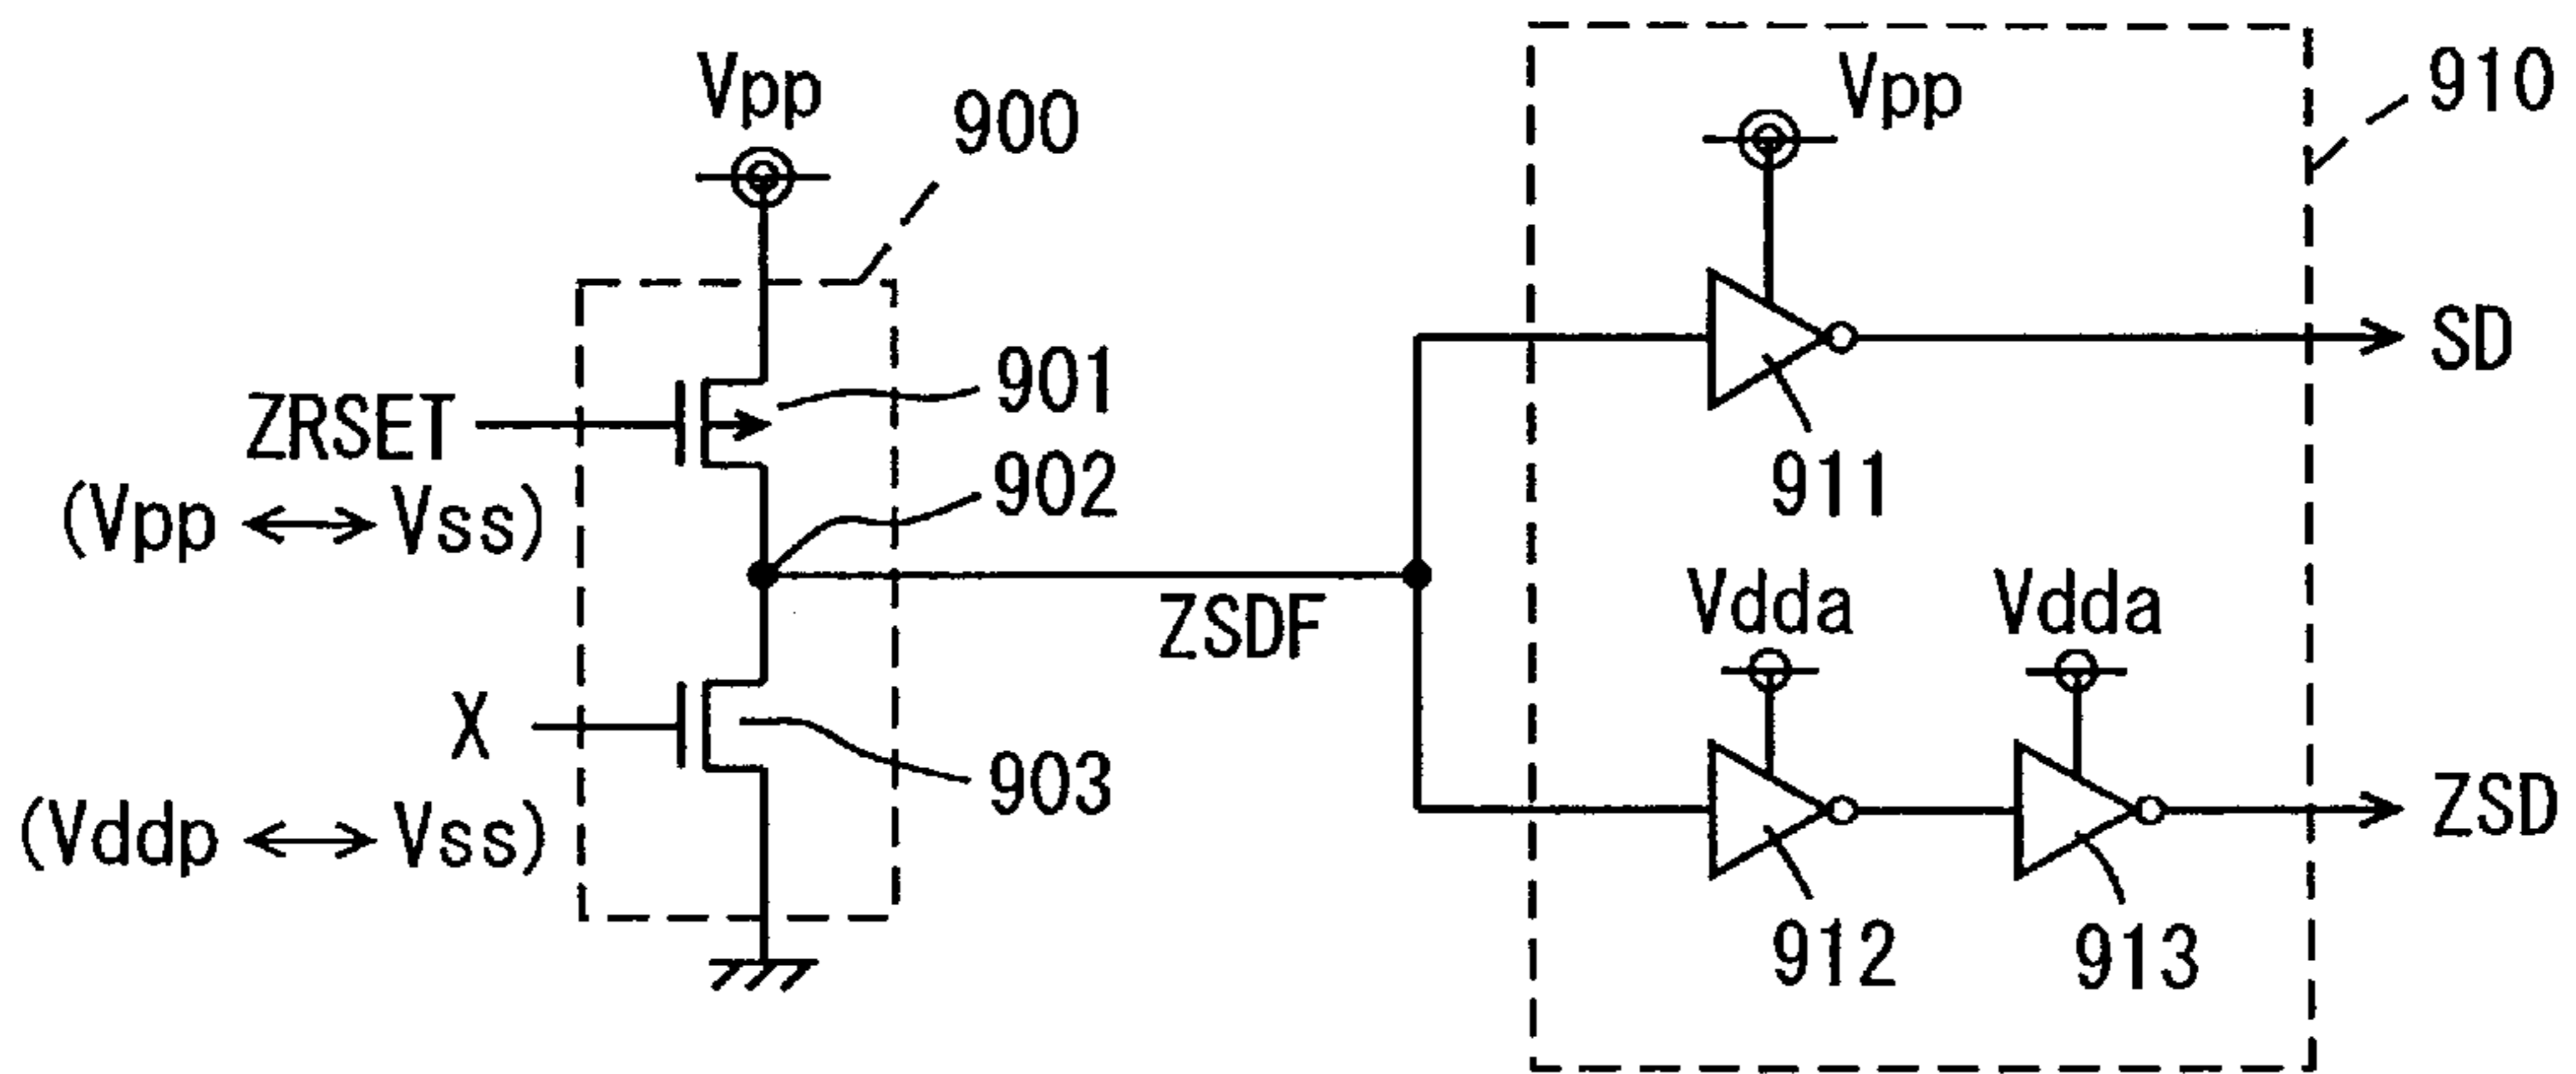 Vpp
900
Vpp
910
ZRSET
901
(Vpp ↔ Vss)
902
911
SD
ZSDF
Vdda
Vdda
X
903
(Vddp ↔ Vss)
912
913
ZSD